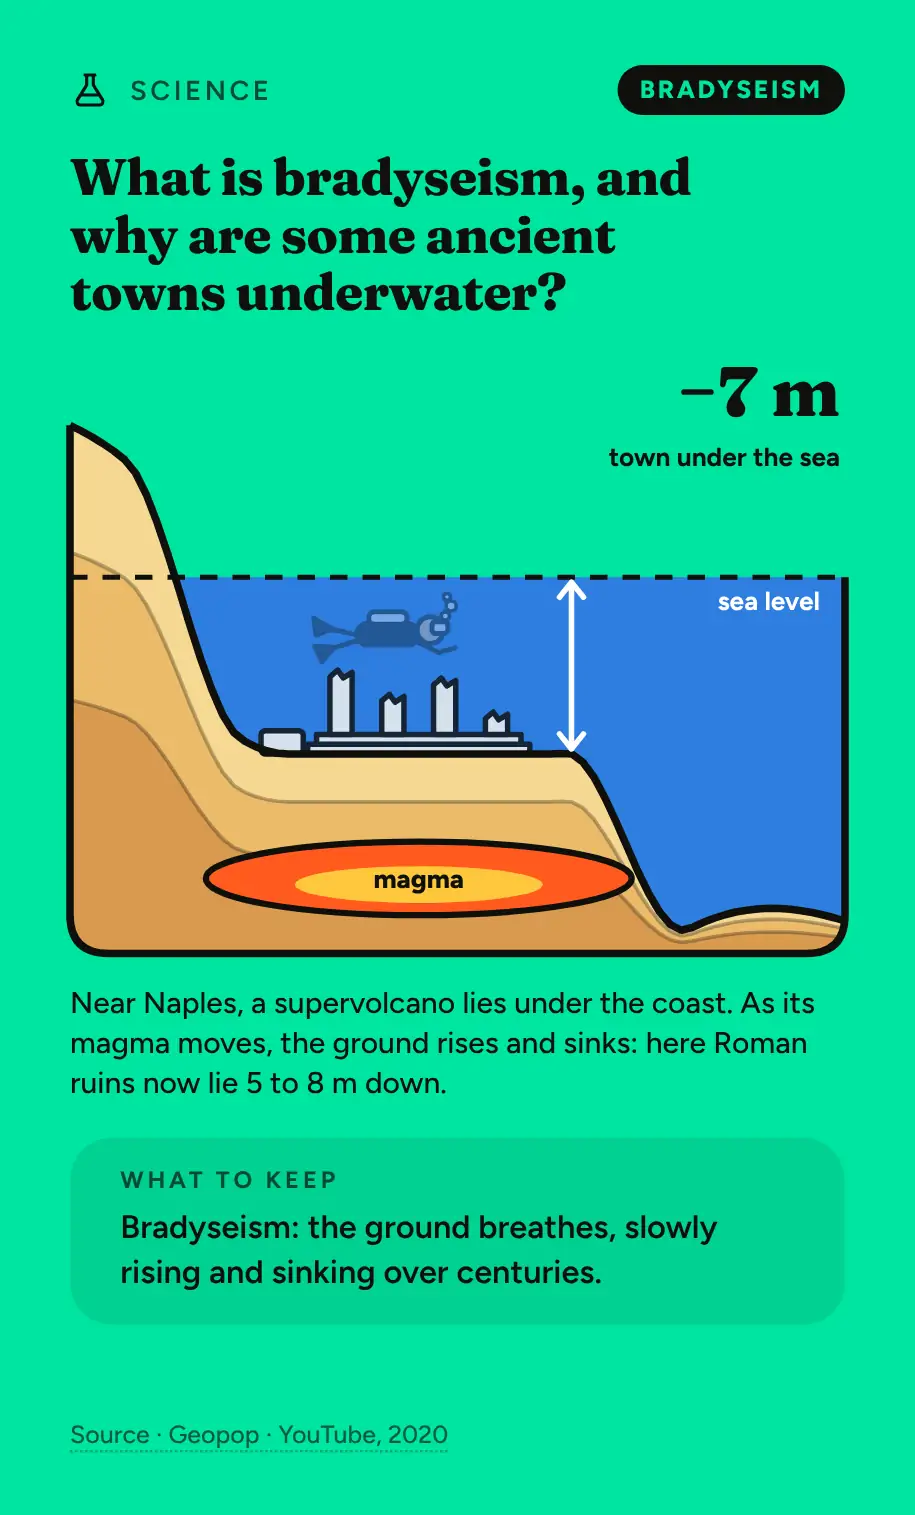 SCIENCE
BRADYSEISM
What is bradyseism, and
why are some ancient
towns underwater?
−7 m
town under the sea
sea level
magma
Near Naples, a supervolcano lies under the coast. As its
magma moves, the ground rises and sinks: here Roman
ruins now lie 5 to 8 m down.
WHAT TO KEEP
Bradyseism: the ground breathes, slowly
rising and sinking over centuries.
Source · Geopop · YouTube, 2020